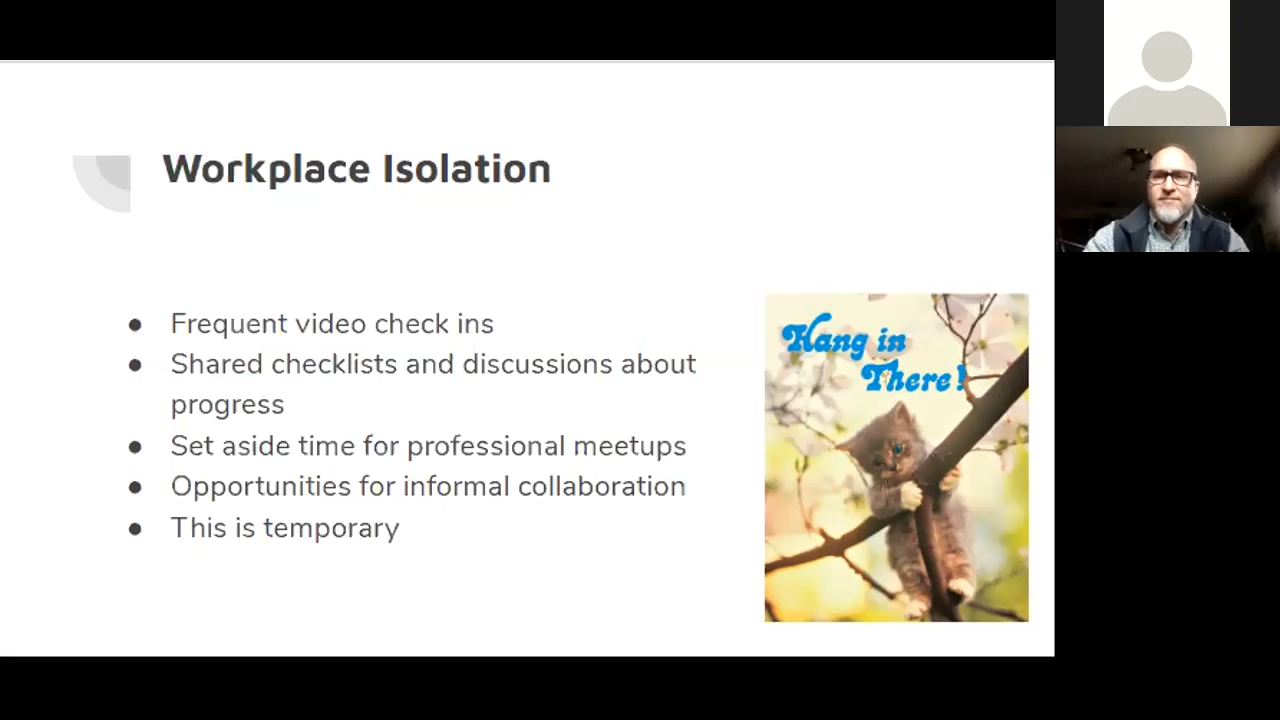 Workplace Isolation
● Frequent video check ins
● Shared checklists and discussions about
progress
● Set aside time for professional meetups
● Opportunities for informal collaboration
● This is temporary
Hang in
There!